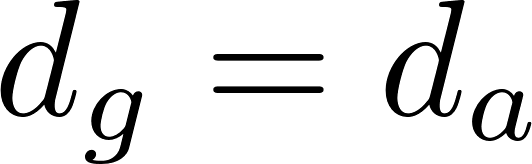 d_g = d_a